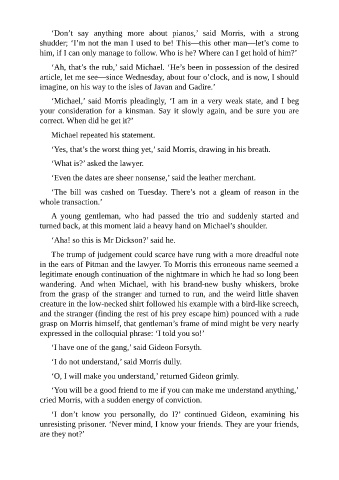 ‘Don’t say anything more about pianos,’ said Morris, with a strong
shudder; ‘I’m not the man I used to be! This—this other man—let’s come to
him, if I can only manage to follow. Who is he? Where can I get hold of him?’
‘Ah, that’s the rub,’ said Michael. ‘He’s been in possession of the desired
article, let me see—since Wednesday, about four o’clock, and is now, I should
imagine, on his way to the isles of Javan and Gadire.’
‘Michael,’ said Morris pleadingly, ‘I am in a very weak state, and I beg
your consideration for a kinsman. Say it slowly again, and be sure you are
correct. When did he get it?’
Michael repeated his statement.
‘Yes, that’s the worst thing yet,’ said Morris, drawing in his breath.
‘What is?’ asked the lawyer.
‘Even the dates are sheer nonsense,’ said the leather merchant.
‘The bill was cashed on Tuesday. There’s not a gleam of reason in the
whole transaction.’
A young gentleman, who had passed the trio and suddenly started and
turned back, at this moment laid a heavy hand on Michael’s shoulder.
‘Aha! so this is Mr Dickson?’ said he.
The trump of judgement could scarce have rung with a more dreadful note
in the ears of Pitman and the lawyer. To Morris this erroneous name seemed a
legitimate enough continuation of the nightmare in which he had so long been
wandering. And when Michael, with his brand-new bushy whiskers, broke
from the grasp of the stranger and turned to run, and the weird little shaven
creature in the low-necked shirt followed his example with a bird-like screech,
and the stranger (finding the rest of his prey escape him) pounced with a rude
grasp on Morris himself, that gentleman’s frame of mind might be very nearly
expressed in the colloquial phrase: ‘I told you so!’
‘I have one of the gang,’ said Gideon Forsyth.
‘I do not understand,’ said Morris dully.
‘O, I will make you understand,’ returned Gideon grimly.
‘You will be a good friend to me if you can make me understand anything,’
cried Morris, with a sudden energy of conviction.
‘I don’t know you personally, do I?’ continued Gideon, examining his
unresisting prisoner. ‘Never mind, I know your friends. They are your friends,
are they not?’